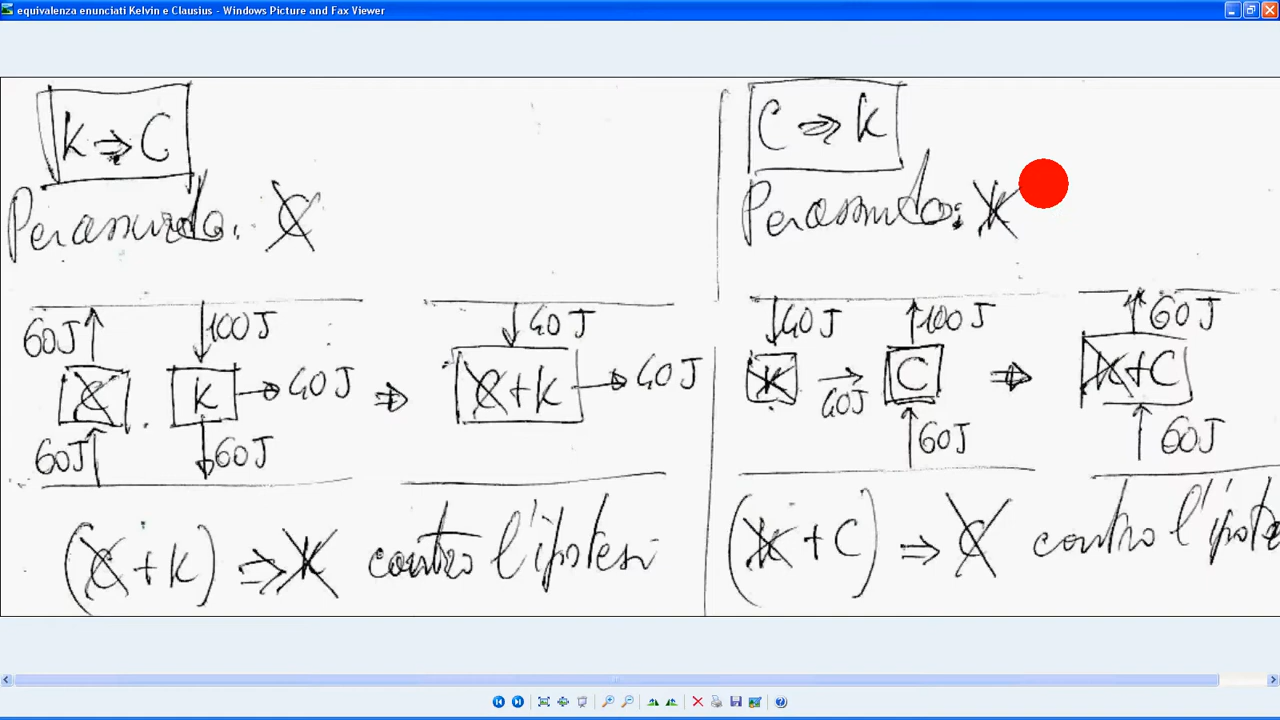 equivalenza enunciati Kelvin e Clausius - Windows Picture and Fax Viewer
K ⇒ C
Per assurdo: C̸
60J
100J
C̸
K
40J
⇒
60J
60J
40J
C̸+K
40J
(C̸+K) ⇒ K̸ contro l'ipotesi
C ⇒ K
Per assurdo: K̸
40J
100J
K̸
40J
C
⇒
60J
60J
K̸+C
60J
(K̸+C) ⇒ C̸ contro l'ipote